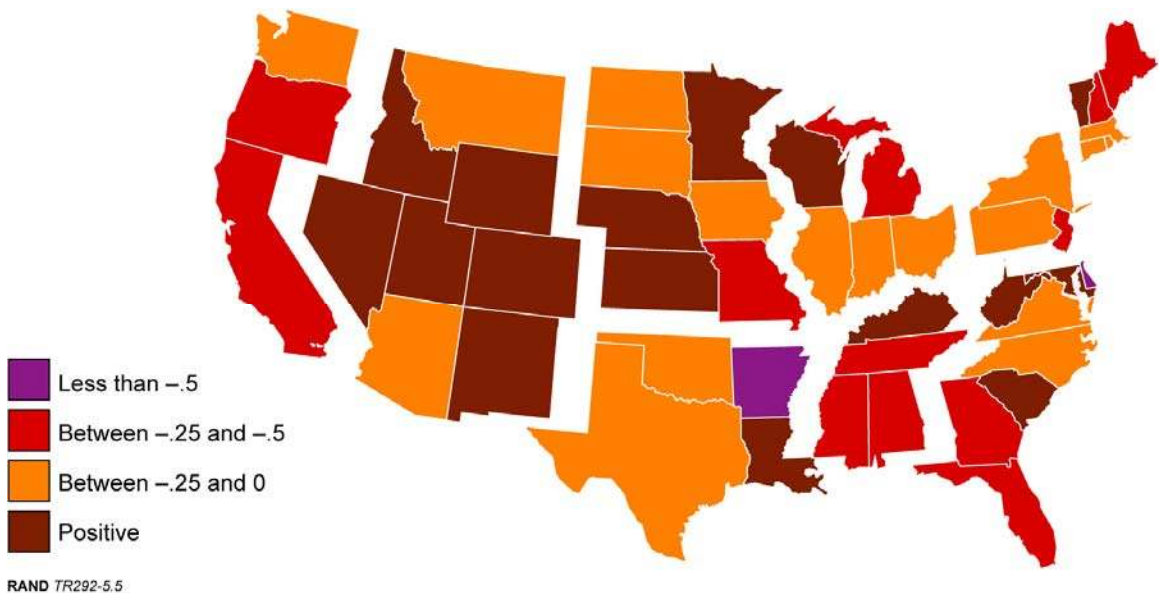 Less than –.5
Between –.25 and –.5
Between –.25 and 0
Positive
RAND TR292-5.5